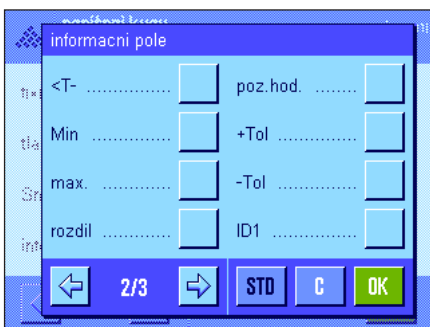 informacni pole
<T- ............... poz.hod. ........
Min ............... +Tol ..............
max. ............ -Tol ..............
rozdil ............ ID1 ................
2/3 STD C OK